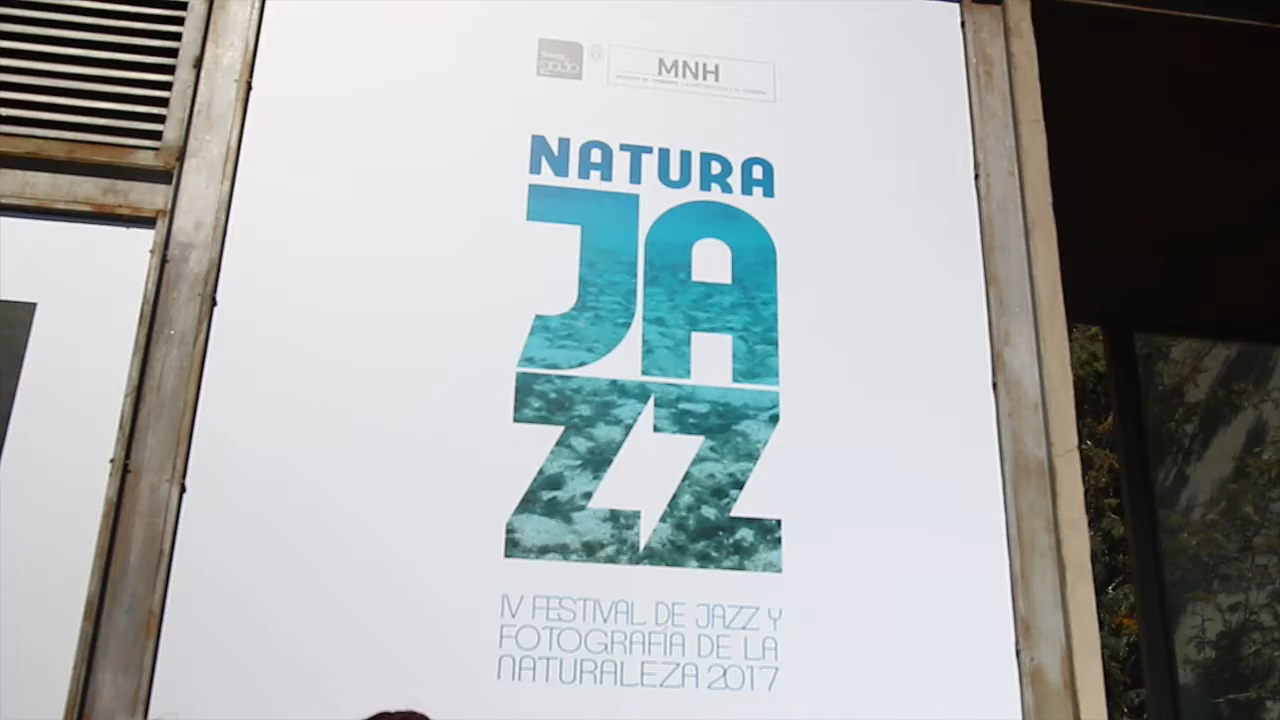 MNH
NATURA
JA
ZZ
IV FESTIVAL DE JAZZ Y
FOTOGRAFÍA DE LA
NATURALEZA 2017